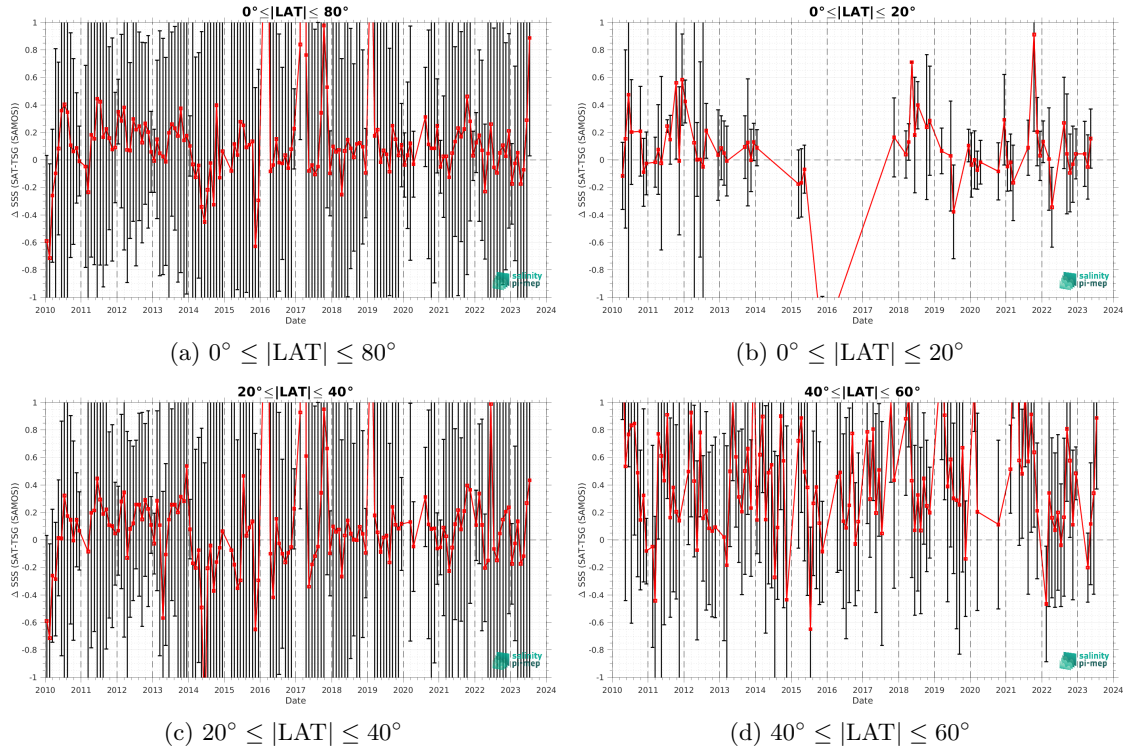 0°≤|LAT|≤ 80°
Δ SSS (SAT-TSG (SAMOS))
1
0.8
0.6
0.4
0.2
0
-0.2
-0.4
-0.6
-0.8
-1
2010 2011 2012 2013 2014 2015 2016 2017 2018 2019 2020 2021 2022 2023 2024
Date
salinity
pi-mep
(a) 0° ≤ |LAT| ≤ 80°
0°≤|LAT|≤ 20°
Δ SSS (SAT-TSG (SAMOS))
1
0.8
0.6
0.4
0.2
0
-0.2
-0.4
-0.6
-0.8
-1
2010 2011 2012 2013 2014 2015 2016 2017 2018 2019 2020 2021 2022 2023 2024
Date
salinity
pi-mep
(b) 0° ≤ |LAT| ≤ 20°
20°≤|LAT|≤ 40°
Δ SSS (SAT-TSG (SAMOS))
1
0.8
0.6
0.4
0.2
0
-0.2
-0.4
-0.6
-0.8
-1
2010 2011 2012 2013 2014 2015 2016 2017 2018 2019 2020 2021 2022 2023 2024
Date
salinity
pi-mep
(c) 20° ≤ |LAT| ≤ 40°
40°≤|LAT|≤ 60°
Δ SSS (SAT-TSG (SAMOS))
1
0.8
0.6
0.4
0.2
0
-0.2
-0.4
-0.6
-0.8
-1
2010 2011 2012 2013 2014 2015 2016 2017 2018 2019 2020 2021 2022 2023 2024
Date
salinity
pi-mep
(d) 40° ≤ |LAT| ≤ 60°